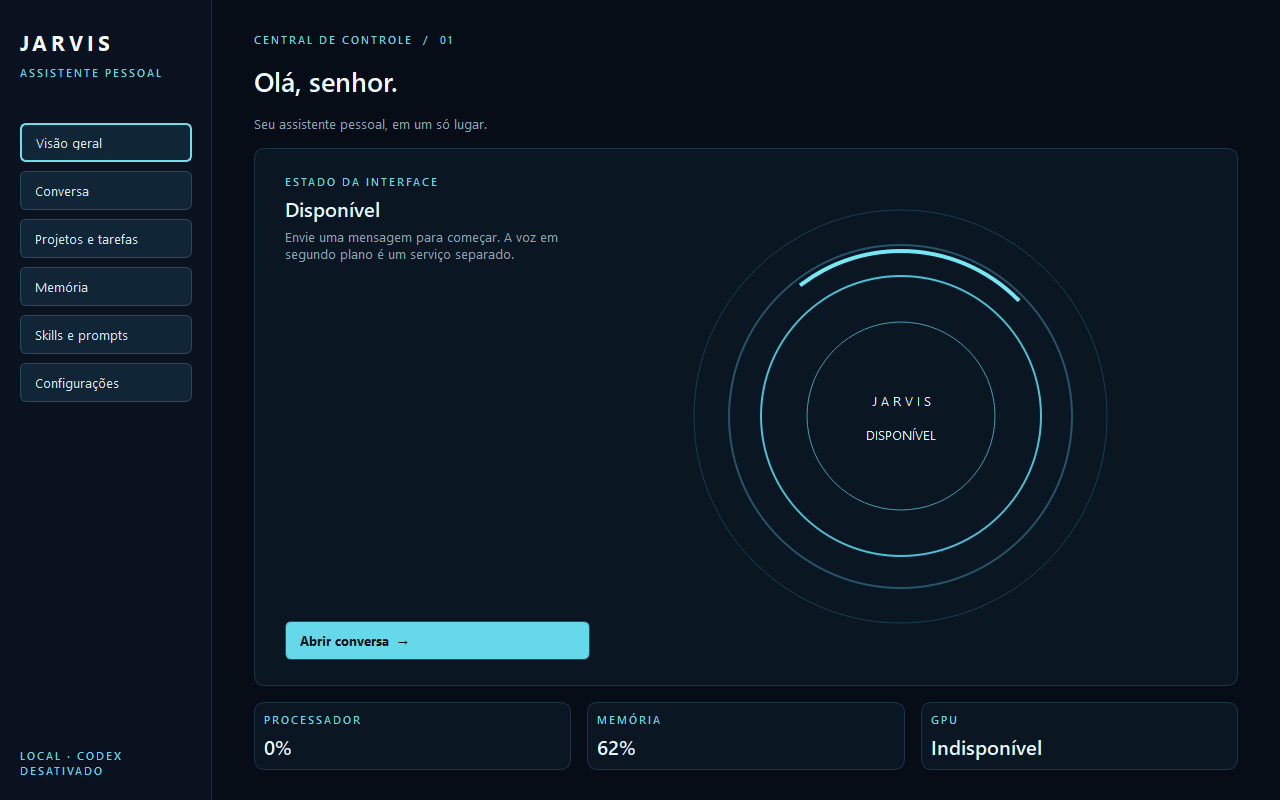 JARVIS
ASSISTENTE PESSOAL
Visão geral
Conversa
Projetos e tarefas
Memória
Skills e prompts
Configurações
LOCAL · CODEX
DESATIVADO
CENTRAL DE CONTROLE / 01
Olá, senhor.
Seu assistente pessoal, em um só lugar.
ESTADO DA INTERFACE
Disponível
Envie uma mensagem para começar. A voz em
segundo plano é um serviço separado.
JARVIS
DISPONÍVEL
Abrir conversa →
PROCESSADOR
0%
MEMÓRIA
62%
GPU
Indisponível